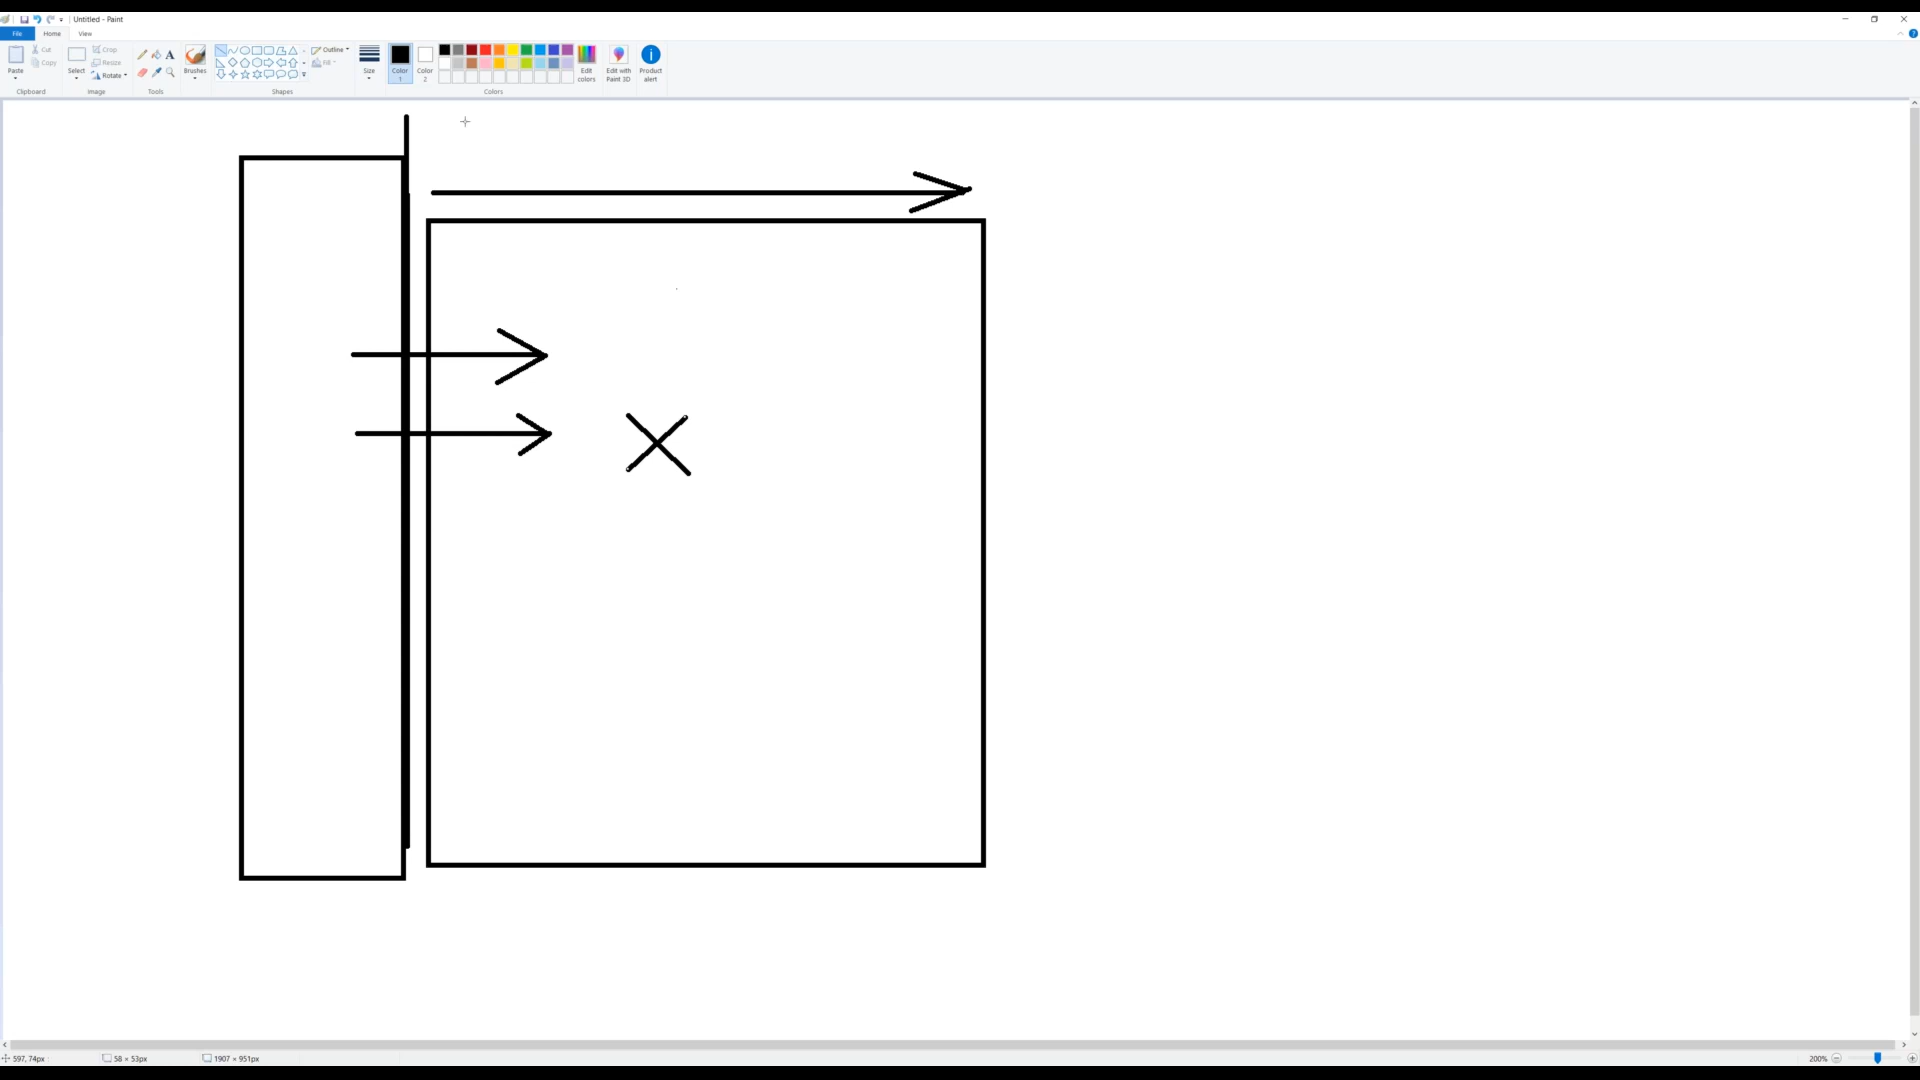 Untitled - Paint
File Home View
Paste
Cut
Copy
Clipboard
Select
Crop
Resize
Rotate
Image
Tools
Brushes
Outline
Fill
Shapes
Size
Color 1
Color 2
Edit colors
Colors
Edit with Paint 3D
Product alert
597, 74px
58 × 53px
1907 × 951px
200%